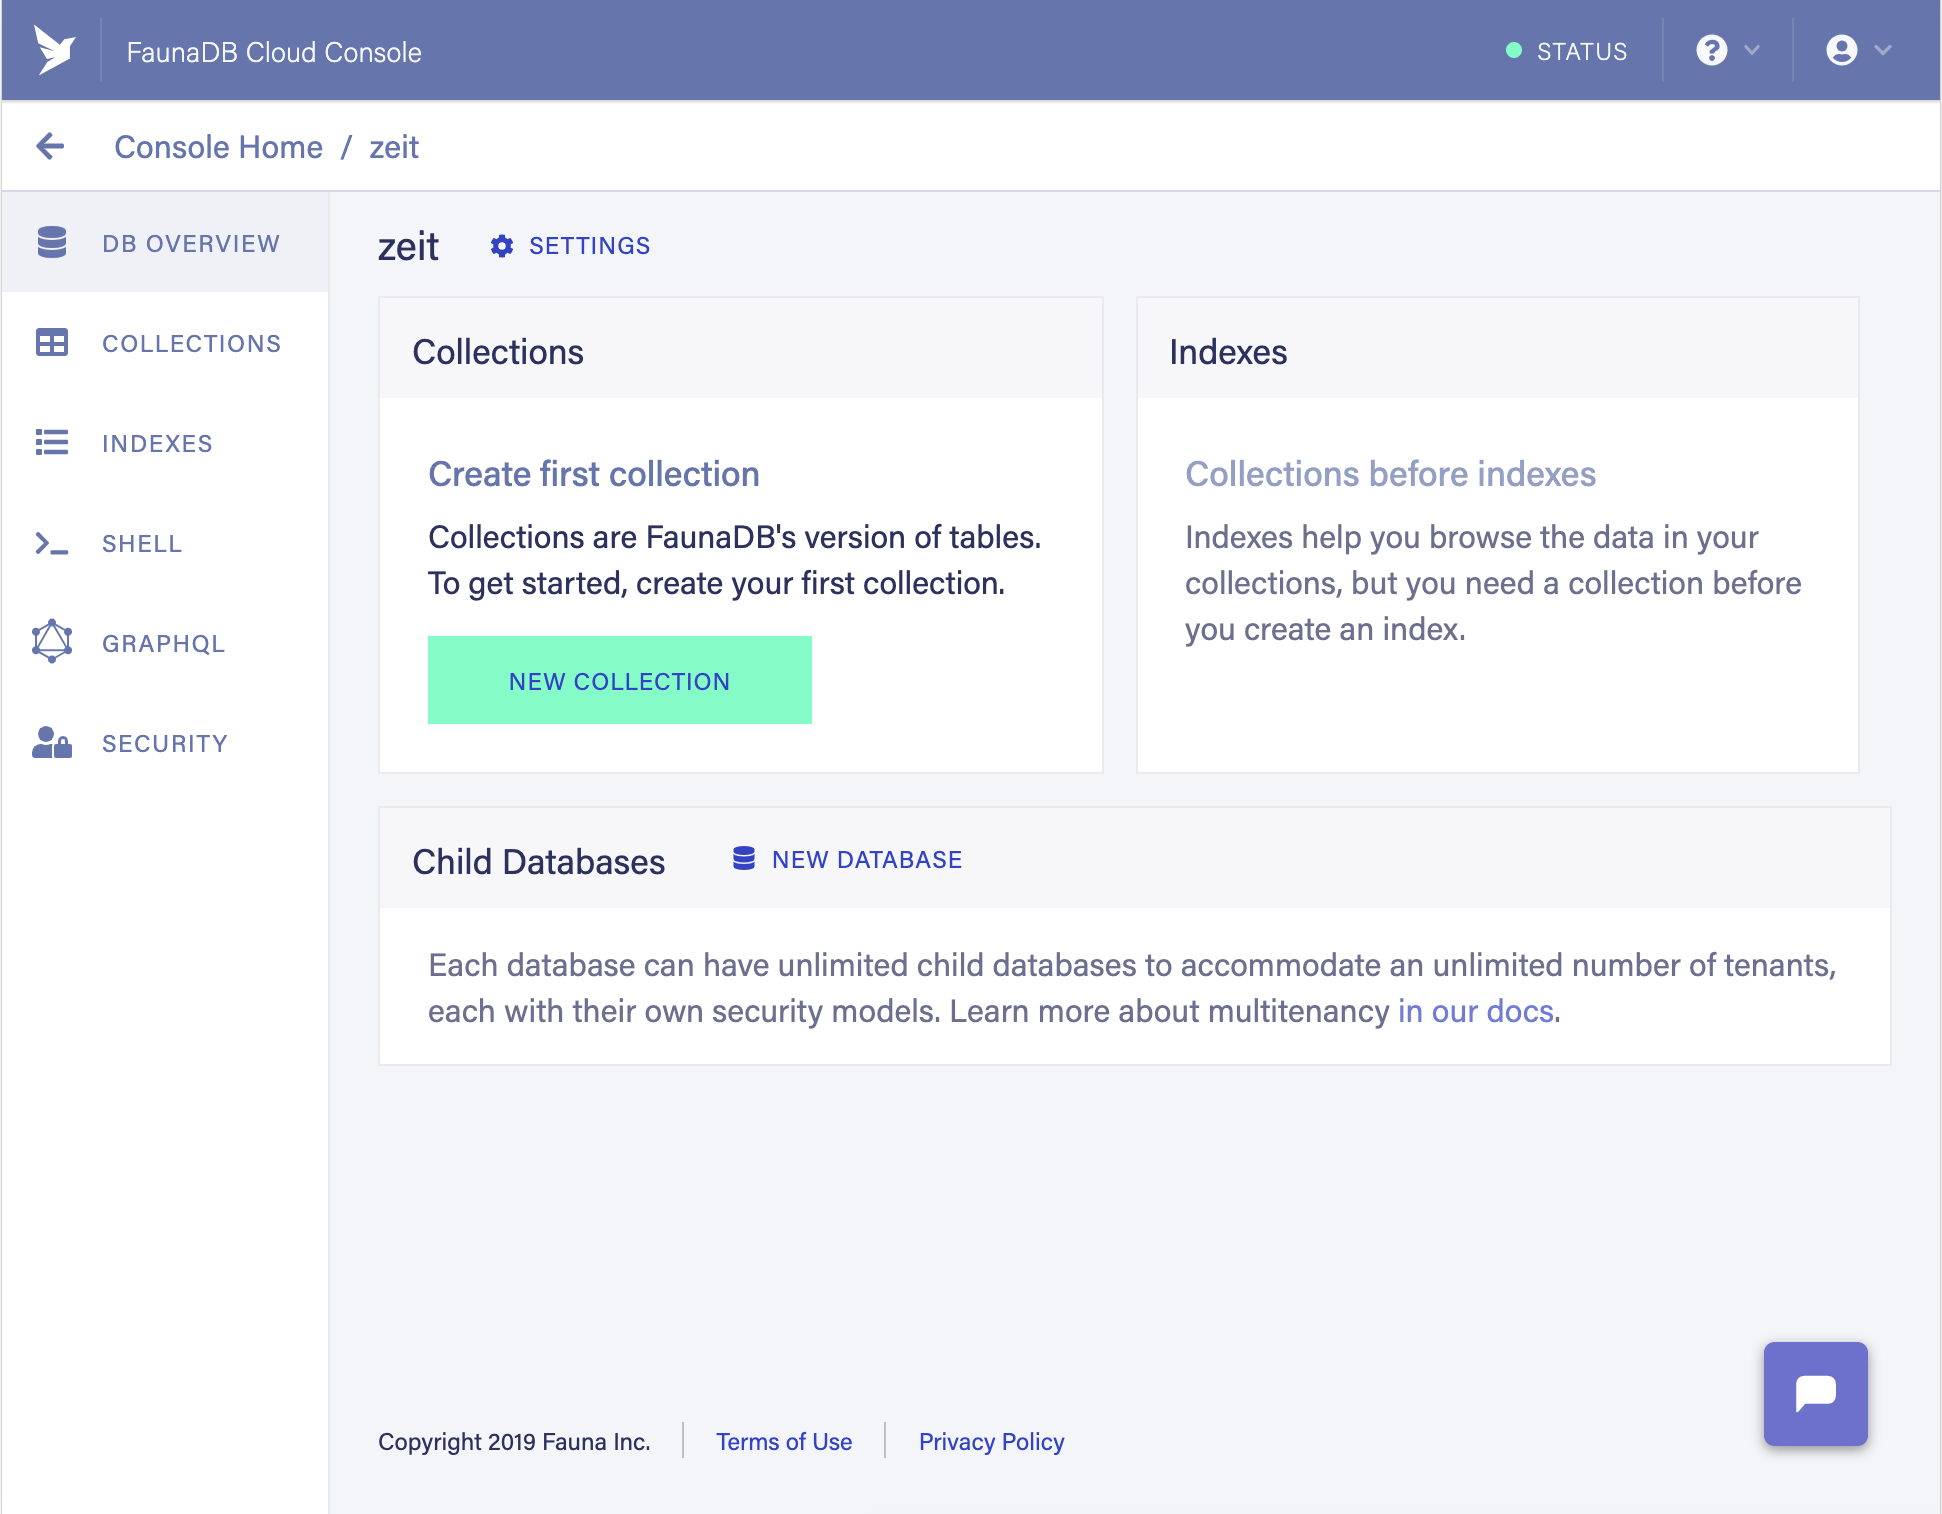 FaunaDB Cloud Console
STATUS
Console Home / zeit
DB OVERVIEW
COLLECTIONS
INDEXES
SHELL
GRAPHQL
SECURITY
zeit
SETTINGS
Collections
Create first collection
Collections are FaunaDB's version of tables.
To get started, create your first collection.
NEW COLLECTION
Indexes
Collections before indexes
Indexes help you browse the data in your
collections, but you need a collection before
you create an index.
Child Databases
NEW DATABASE
Each database can have unlimited child databases to accommodate an unlimited number of tenants,
each with their own security models. Learn more about multitenancy in our docs.
Copyright 2019 Fauna Inc.
Terms of Use
Privacy Policy